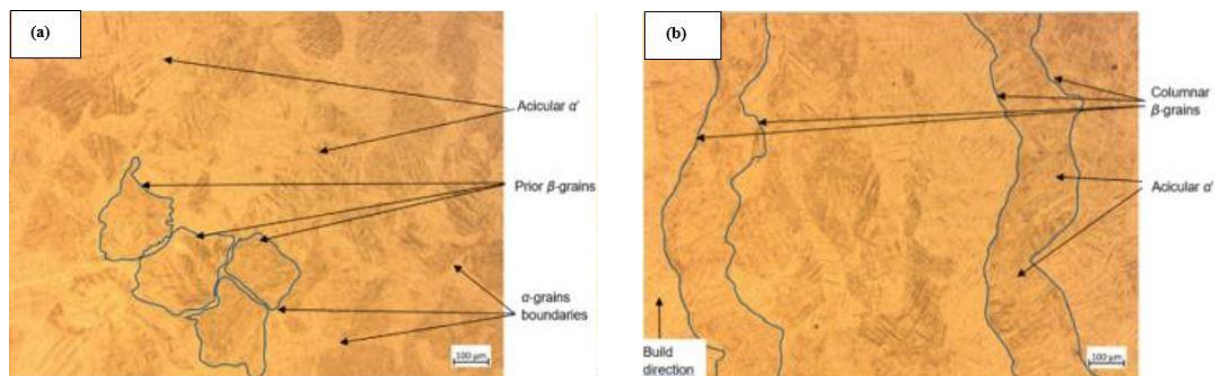 (a)
Acicular α'
Prior β-grains
α-grains
boundaries
100 μm
(b)
Columnar
β-grains
Acicular α'
Build
direction
100 μm